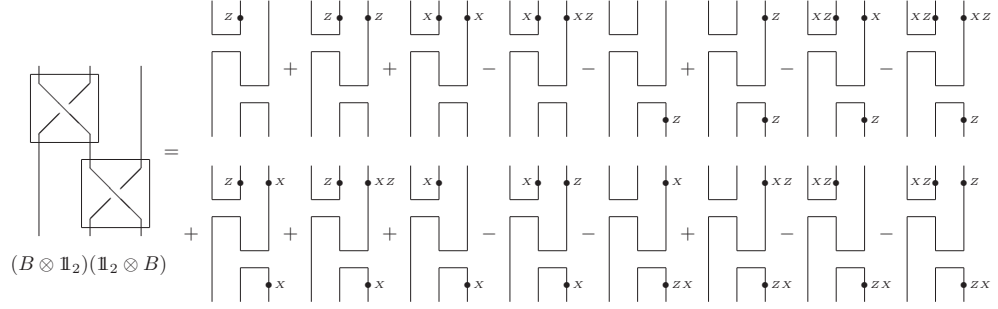 z z z x x x xz z xz x xz xz
+ + − − + − −
z z z z
=
z x z xz x x z x xz xz xz z
+ + + − − + − −
(B ⊗ 𝟙₂)(𝟙₂ ⊗ B)
x x x x zx zx zx zx